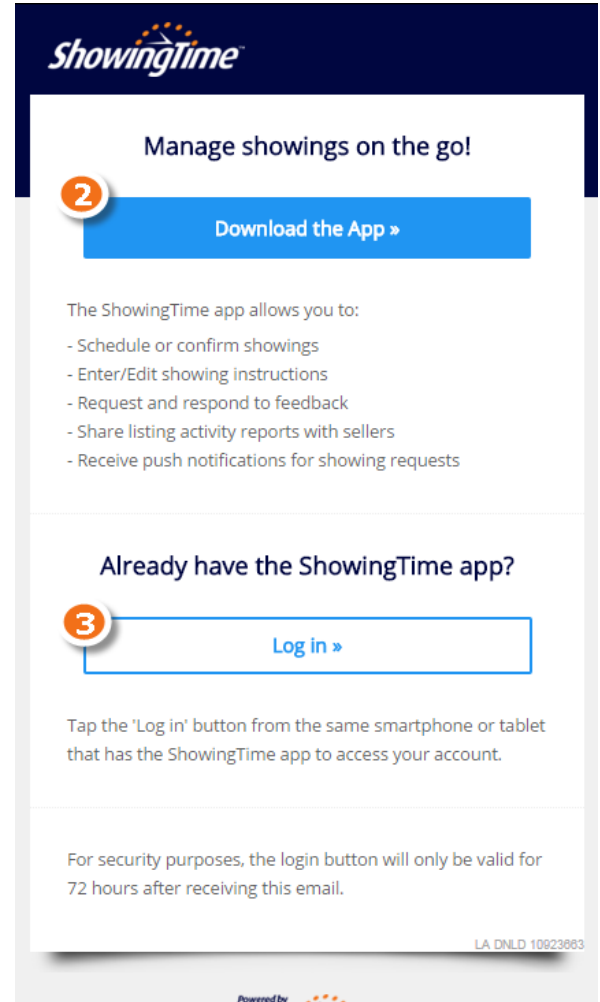 ShowingTime™
Manage showings on the go!
2
Download the App »
The ShowingTime app allows you to:
- Schedule or confirm showings
- Enter/Edit showing instructions
- Request and respond to feedback
- Share listing activity reports with sellers
- Receive push notifications for showing requests
Already have the ShowingTime app?
3
Log in »
Tap the 'Log in' button from the same smartphone or tablet
that has the ShowingTime app to access your account.
For security purposes, the login button will only be valid for
72 hours after receiving this email.
LA DNLD 10923663
Powered by